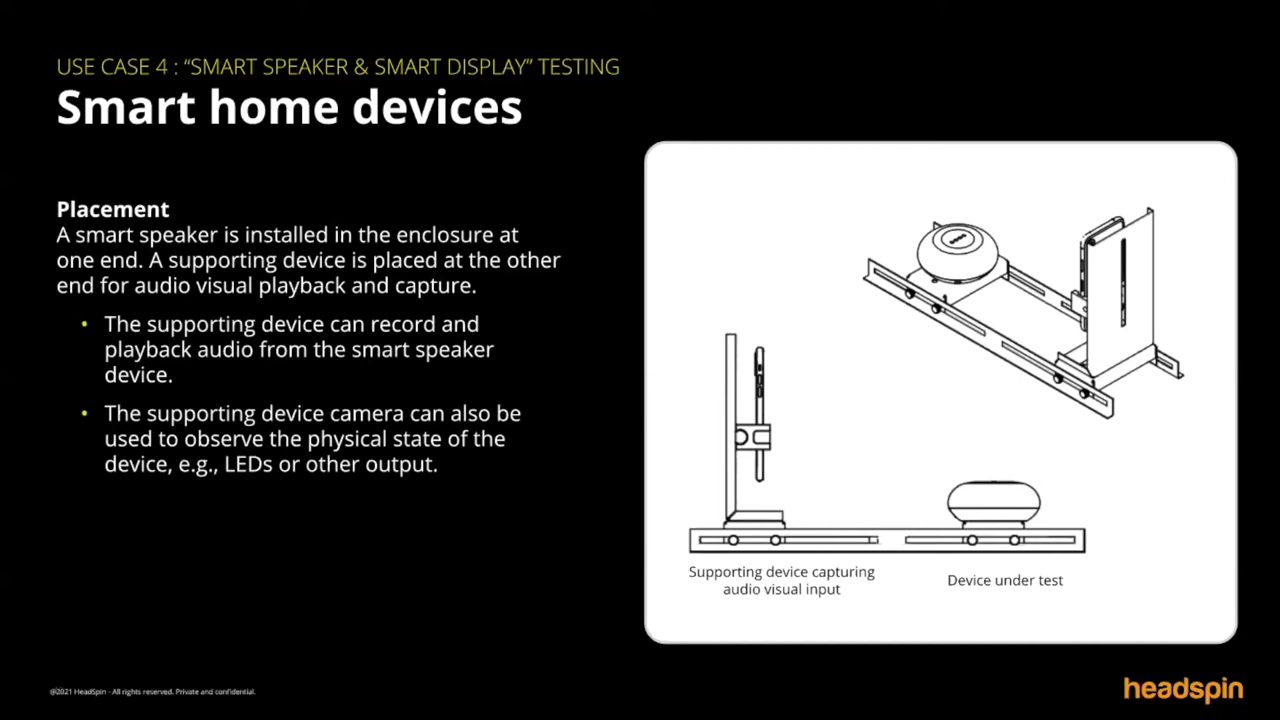 USE CASE 4 : “SMART SPEAKER & SMART DISPLAY” TESTING
Smart home devices
Placement
A smart speaker is installed in the enclosure at
one end. A supporting device is placed at the other
end for audio visual playback and capture.
• The supporting device can record and
playback audio from the smart speaker
device.
• The supporting device camera can also be
used to observe the physical state of the
device, e.g., LEDs or other output.
Supporting device capturing
audio visual input
Device under test
@2021 HeadSpin - All rights reserved. Private and confidential.
headspin